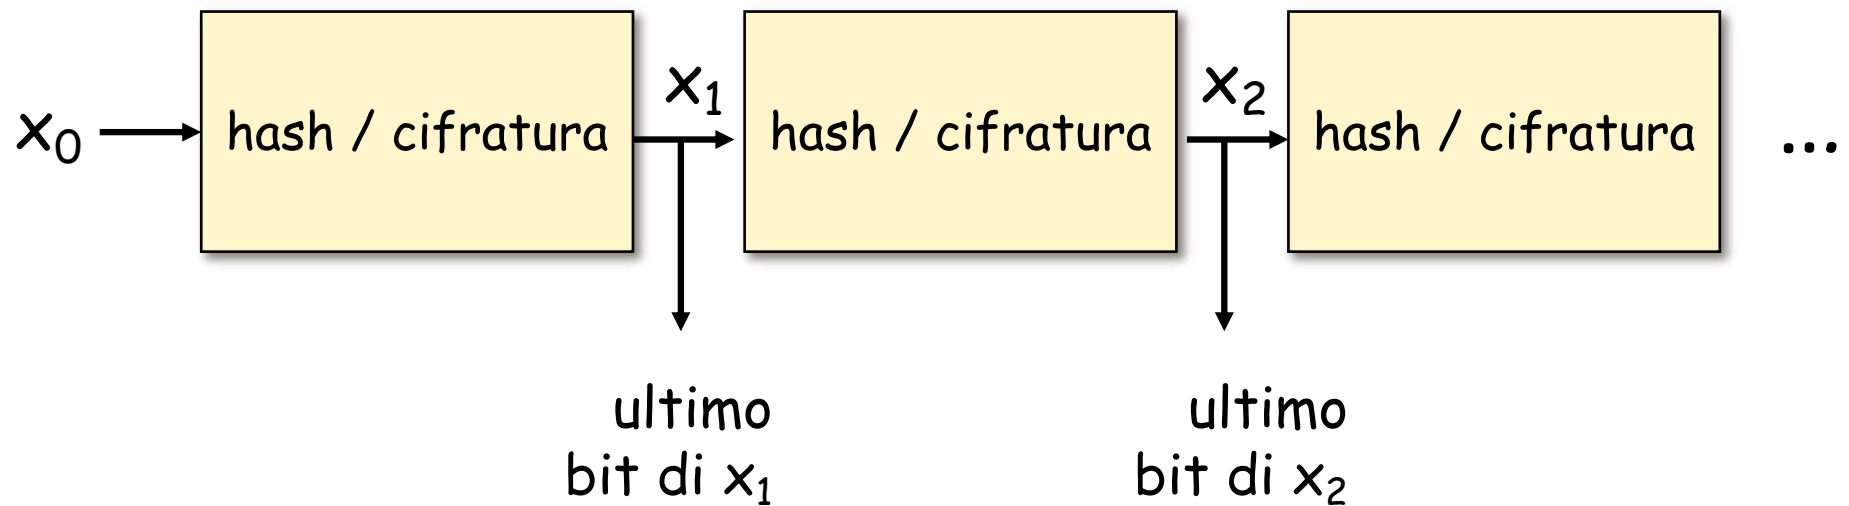 x₀
hash / cifratura
x₁
hash / cifratura
x₂
hash / cifratura
...
ultimo
bit di x₁
ultimo
bit di x₂